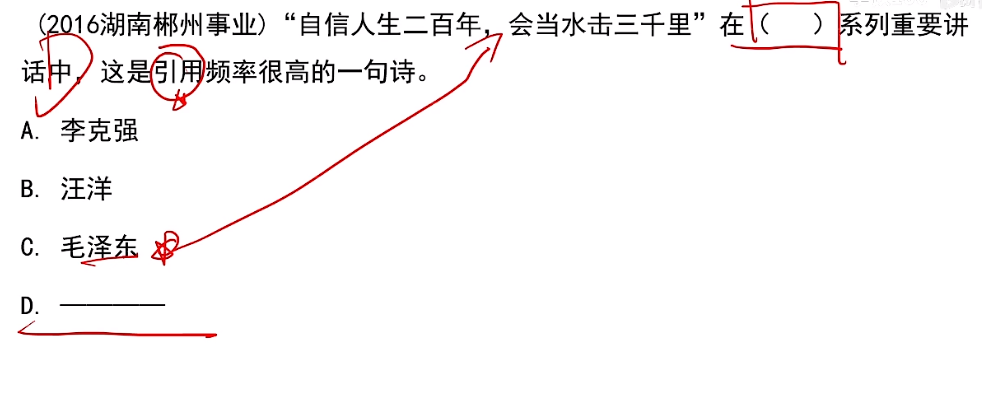 (2016湖南郴州事业)“自信人生二百年，会当水击三千里”在（  ）系列重要讲
话中，这是引用频率很高的一句诗。
A. 李克强
B. 汪洋
C. 毛泽东
D. ————
D